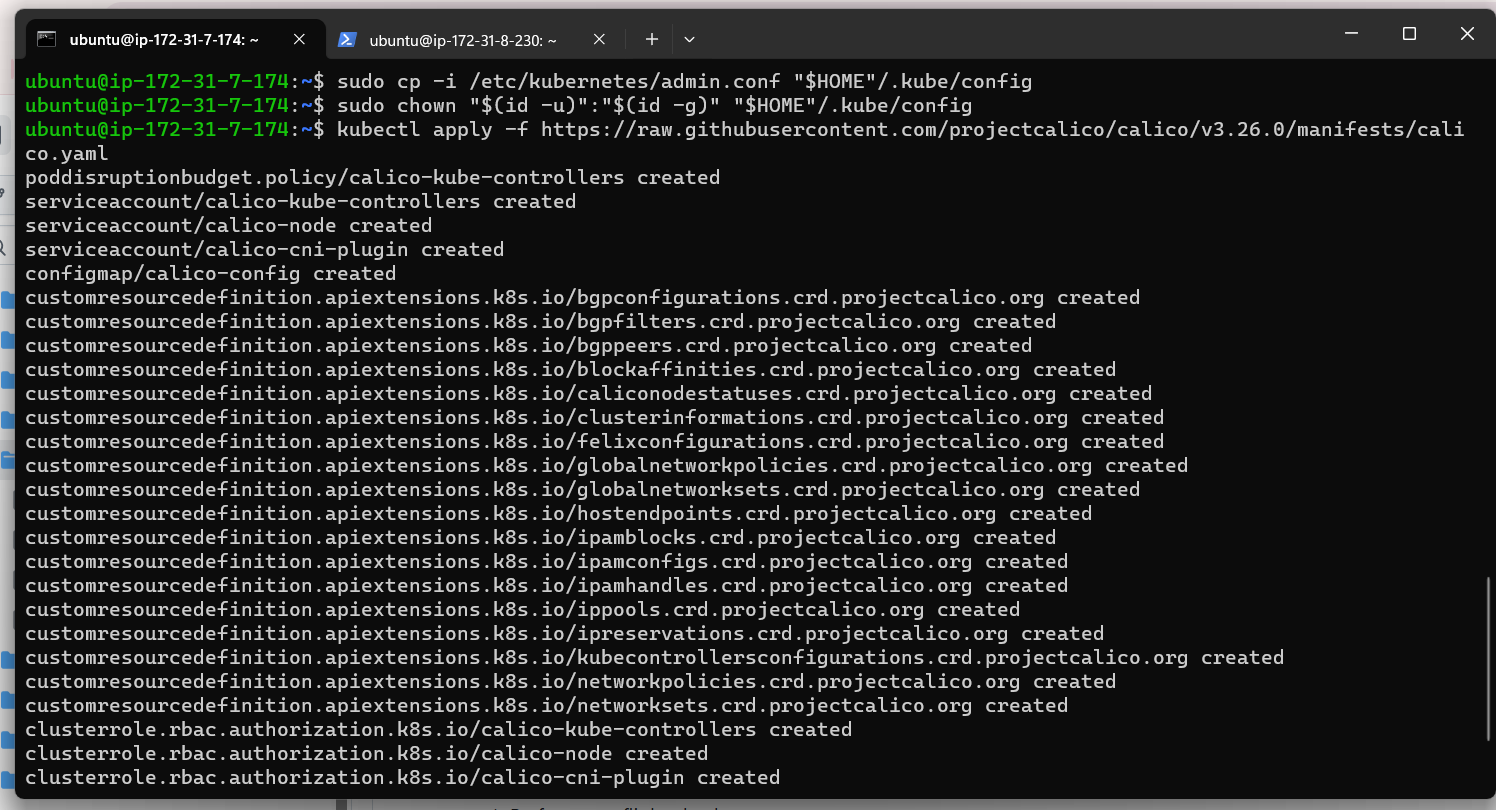 ubuntu@ip-172-31-7-174: ~
ubuntu@ip-172-31-8-230: ~
ubuntu@ip-172-31-7-174:~$ sudo cp -i /etc/kubernetes/admin.conf "$HOME"/.kube/config
ubuntu@ip-172-31-7-174:~$ sudo chown "$(id -u)":"$(id -g)" "$HOME"/.kube/config
ubuntu@ip-172-31-7-174:~$ kubectl apply -f https://raw.githubusercontent.com/projectcalico/calico/v3.26.0/manifests/cali
co.yaml
poddisruptionbudget.policy/calico-kube-controllers created
serviceaccount/calico-kube-controllers created
serviceaccount/calico-node created
serviceaccount/calico-cni-plugin created
configmap/calico-config created
customresourcedefinition.apiextensions.k8s.io/bgpconfigurations.crd.projectcalico.org created
customresourcedefinition.apiextensions.k8s.io/bgpfilters.crd.projectcalico.org created
customresourcedefinition.apiextensions.k8s.io/bgppeers.crd.projectcalico.org created
customresourcedefinition.apiextensions.k8s.io/blockaffinities.crd.projectcalico.org created
customresourcedefinition.apiextensions.k8s.io/caliconodestatuses.crd.projectcalico.org created
customresourcedefinition.apiextensions.k8s.io/clusterinformations.crd.projectcalico.org created
customresourcedefinition.apiextensions.k8s.io/felixconfigurations.crd.projectcalico.org created
customresourcedefinition.apiextensions.k8s.io/globalnetworkpolicies.crd.projectcalico.org created
customresourcedefinition.apiextensions.k8s.io/globalnetworksets.crd.projectcalico.org created
customresourcedefinition.apiextensions.k8s.io/hostendpoints.crd.projectcalico.org created
customresourcedefinition.apiextensions.k8s.io/ipamblocks.crd.projectcalico.org created
customresourcedefinition.apiextensions.k8s.io/ipamconfigs.crd.projectcalico.org created
customresourcedefinition.apiextensions.k8s.io/ipamhandles.crd.projectcalico.org created
customresourcedefinition.apiextensions.k8s.io/ippools.crd.projectcalico.org created
customresourcedefinition.apiextensions.k8s.io/ipreservations.crd.projectcalico.org created
customresourcedefinition.apiextensions.k8s.io/kubecontrollersconfigurations.crd.projectcalico.org created
customresourcedefinition.apiextensions.k8s.io/networkpolicies.crd.projectcalico.org created
customresourcedefinition.apiextensions.k8s.io/networksets.crd.projectcalico.org created
clusterrole.rbac.authorization.k8s.io/calico-kube-controllers created
clusterrole.rbac.authorization.k8s.io/calico-node created
clusterrole.rbac.authorization.k8s.io/calico-cni-plugin created